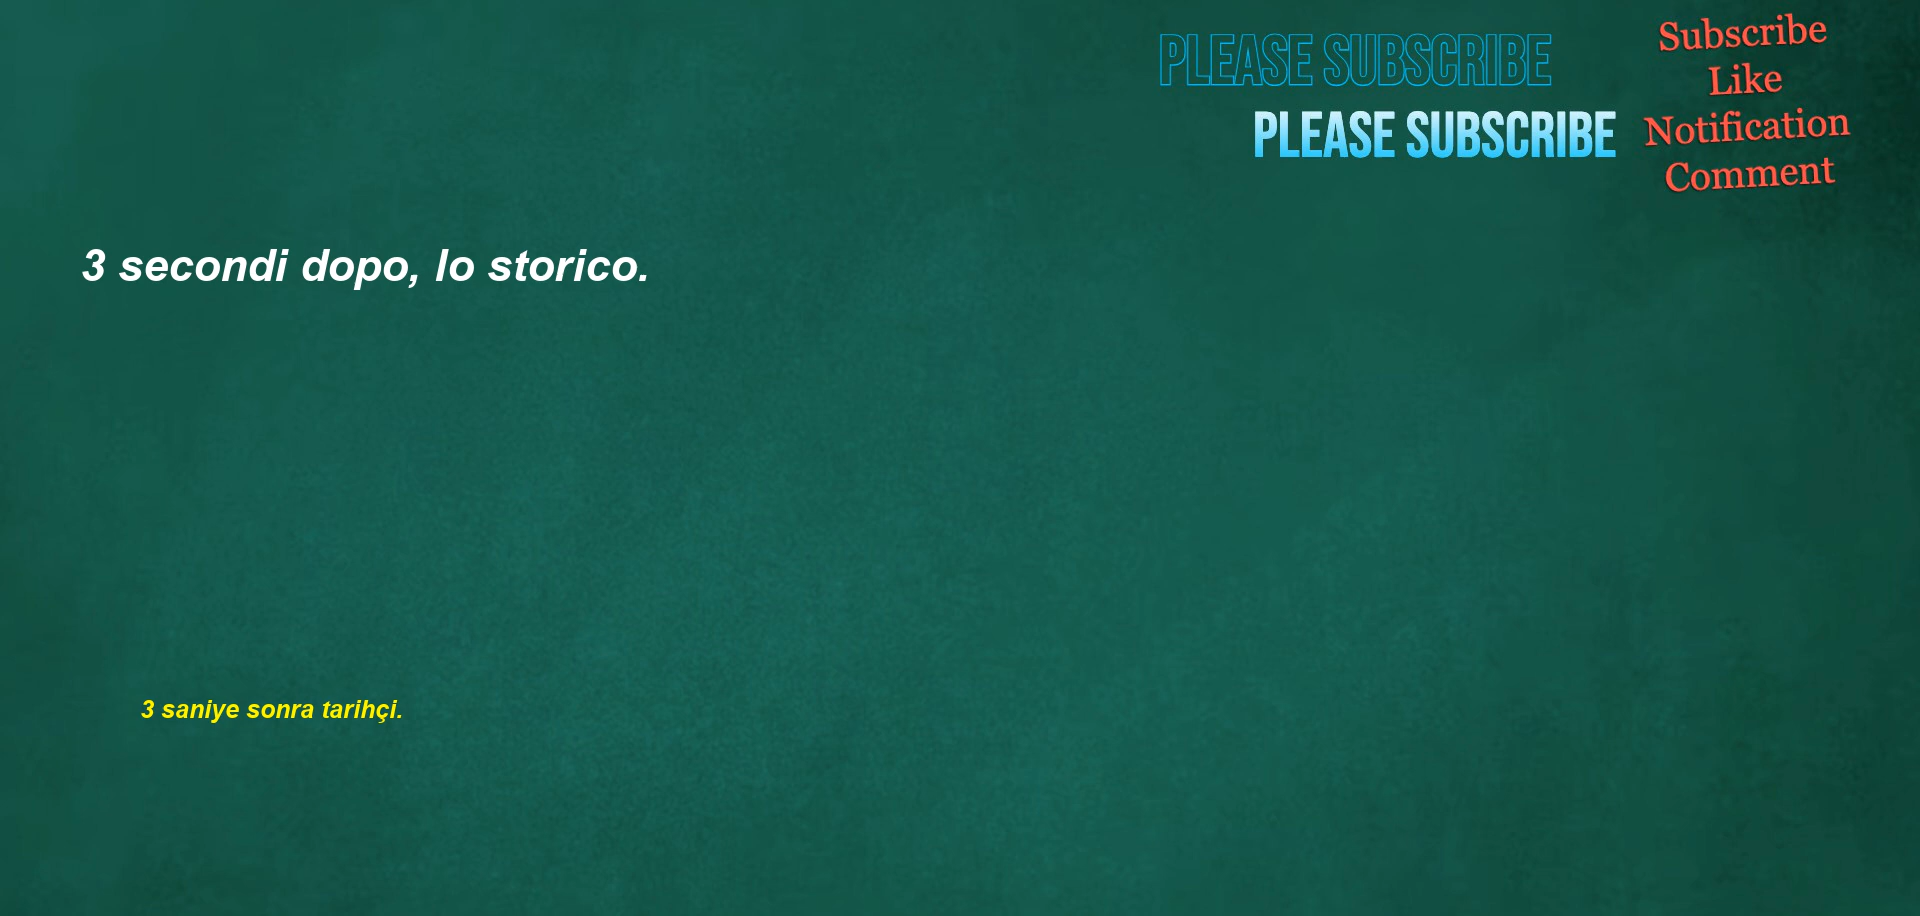 PLEASE SUBSCRIBE
PLEASE SUBSCRIBE
Subscribe
Like
Notification
Comment
3 secondi dopo, lo storico.
3 saniye sonra tarihçi.